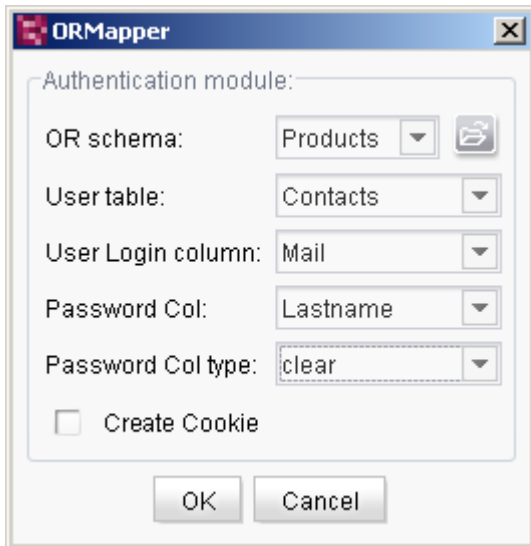 ORMapper
Authentication module:
OR schema: Products
User table: Contacts
User Login column: Mail
Password Col: Lastname
Password Col type: clear
Create Cookie
OK Cancel